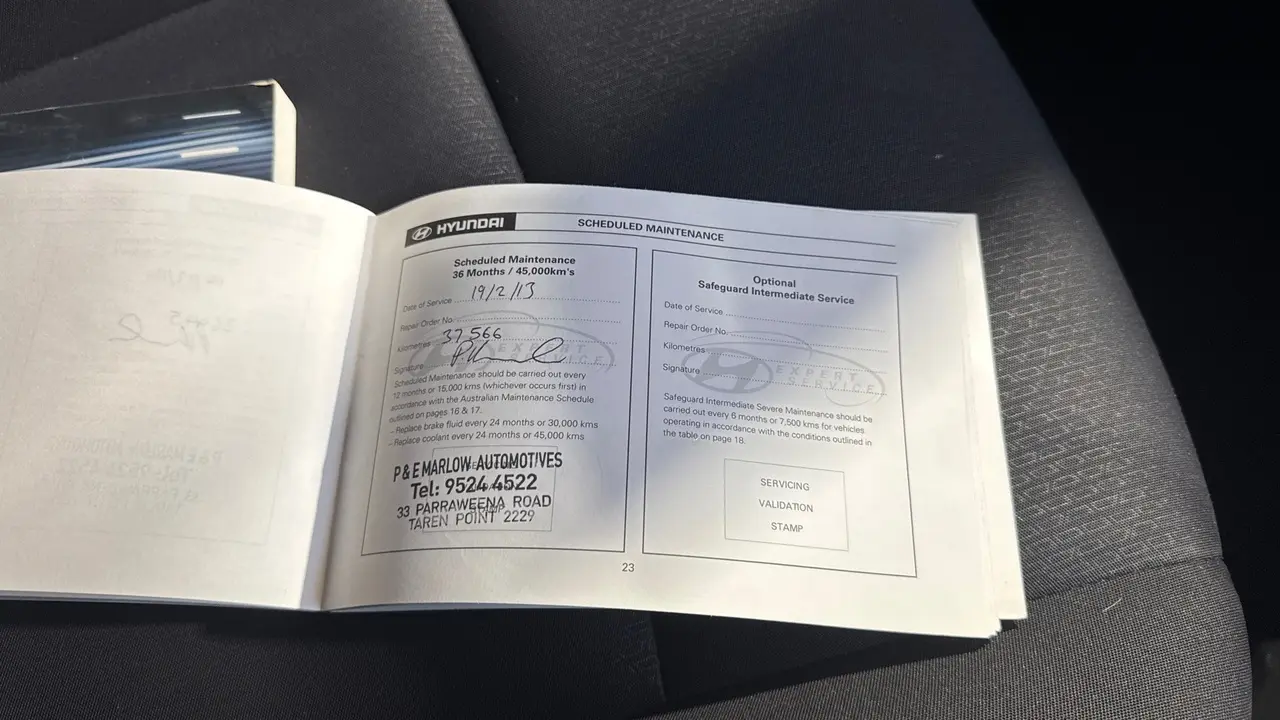 HYUNDAI
SCHEDULED MAINTENANCE
Scheduled Maintenance
36 Months / 45,000km's
Date of Service 19/2/13
Repair Order No.
Kilometres 37,566
Signature
EXPERT
SERVICE
Scheduled Maintenance should be carried out every
12 months or 15,000 kms (whichever occurs first) in
accordance with the Australian Maintenance Schedule
outlined on pages 16 & 17.
– Replace brake fluid every 24 months or 30,000 kms
– Replace coolant every 24 months or 45,000 kms
P & E MARLOW AUTOMOTIVES
Tel: 9524 4522
33 PARRAWEENA ROAD
TAREN POINT 2229
Optional
Safeguard Intermediate Service
Date of Service
Repair Order No.
Kilometres
Signature
EXPERT
SERVICE
Safeguard Intermediate Severe Maintenance should be
carried out every 6 months or 7,500 kms for vehicles
operating in accordance with the conditions outlined in
the table on page 18.
SERVICING
VALIDATION
STAMP
23